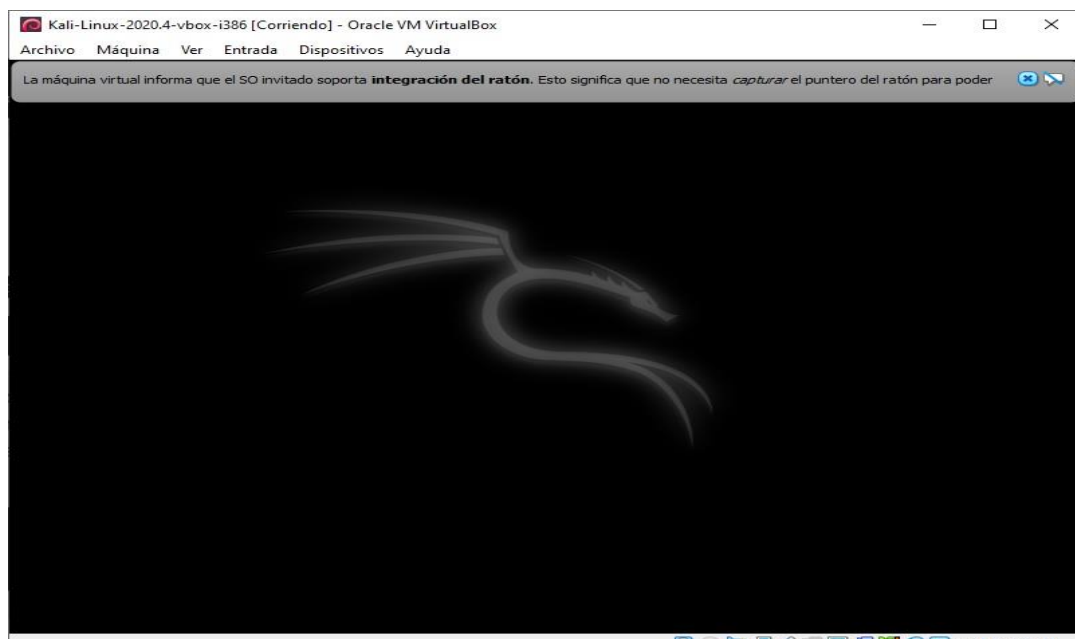 Kali-Linux-2020.4-vbox-i386 [Corriendo] - Oracle VM VirtualBox
Archivo Máquina Ver Entrada Dispositivos Ayuda
La máquina virtual informa que el SO invitado soporta integración del ratón. Esto significa que no necesita capturar el puntero del ratón para poder